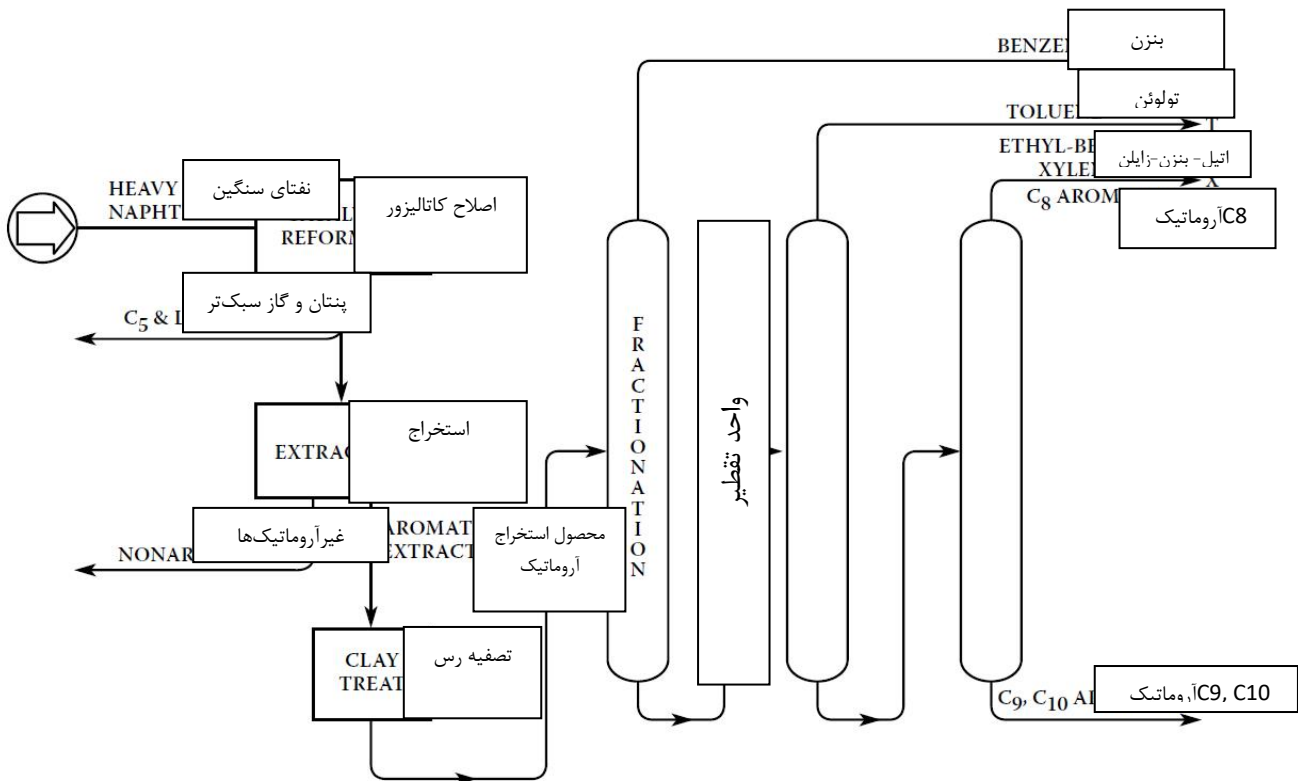 BENZE
بنزن
تولوئن
TOLUE
T
ETHYL-BE
XYLE
اتیل- بنزن-زایلن
X
C8 AROM
C8آروماتیک
HEAVY
NAPHT
نفتای سنگین
اصلاح کاتالیزور
REFORM
پنتان و گاز سبک‌تر
C5 & L
FRACTIONATION
واحد تقطیر
EXTRAC
استخراج
غیرآروماتیک‌ها
NONAR
AROMAT
EXTRACT
محصول استخراج
آروماتیک
CLAY
TREAT
تصفیه رس
C9, C10 A
C9, C10آروماتیک